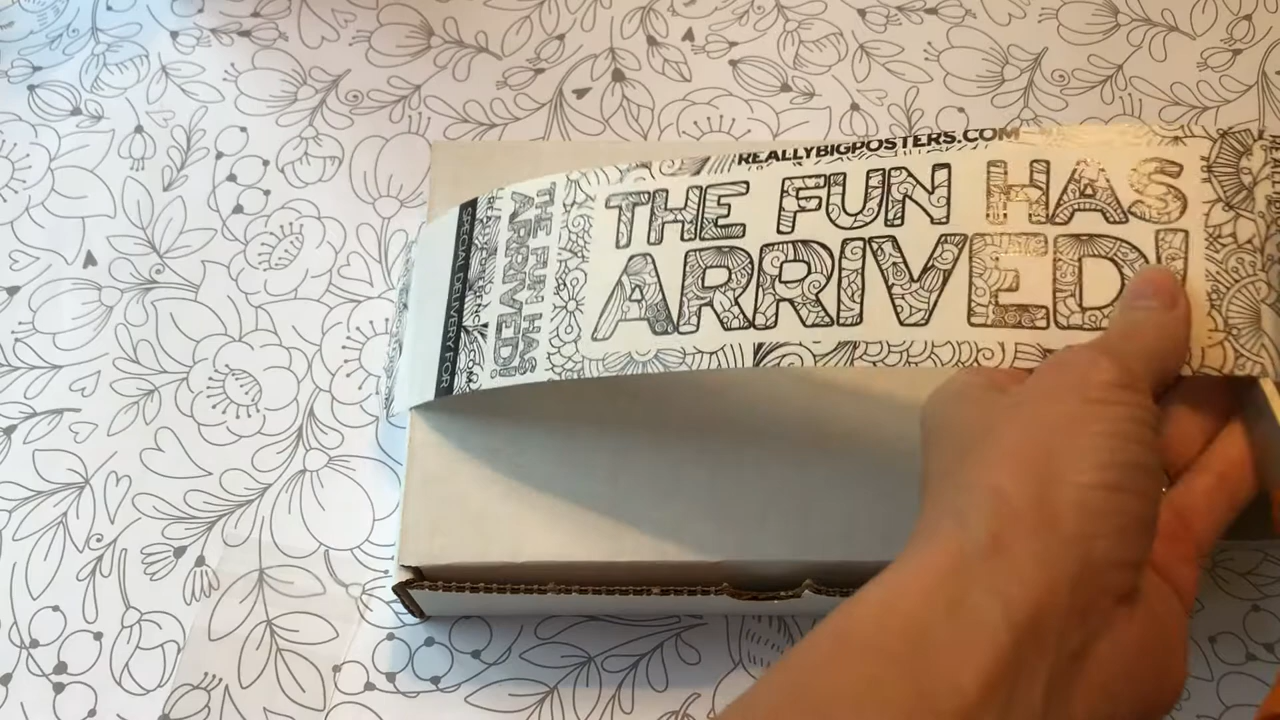 REALLYBIGPOSTERS.COM
THE FUN HAS
ARRIVED!
THE FUN HAS
ARRIVED!
SPECIAL DELIVERY FOR